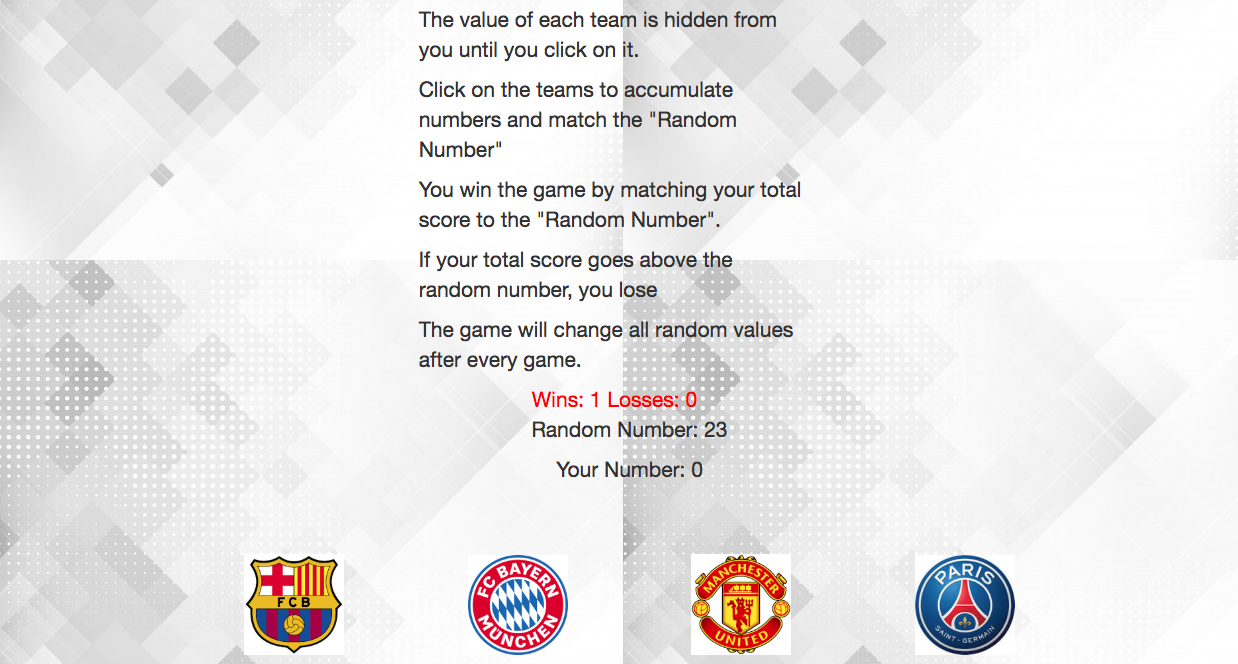 The value of each team is hidden from
you until you click on it.
Click on the teams to accumulate
numbers and match the "Random
Number"
You win the game by matching your total
score to the "Random Number".
If your total score goes above the
random number, you lose
The game will change all random values
after every game.
Wins: 1 Losses: 0
Random Number: 23
Your Number: 0
FCB
FC BAYERN
MÜNCHEN
MANCHESTER
UNITED
PARIS
SAINT-GERMAIN